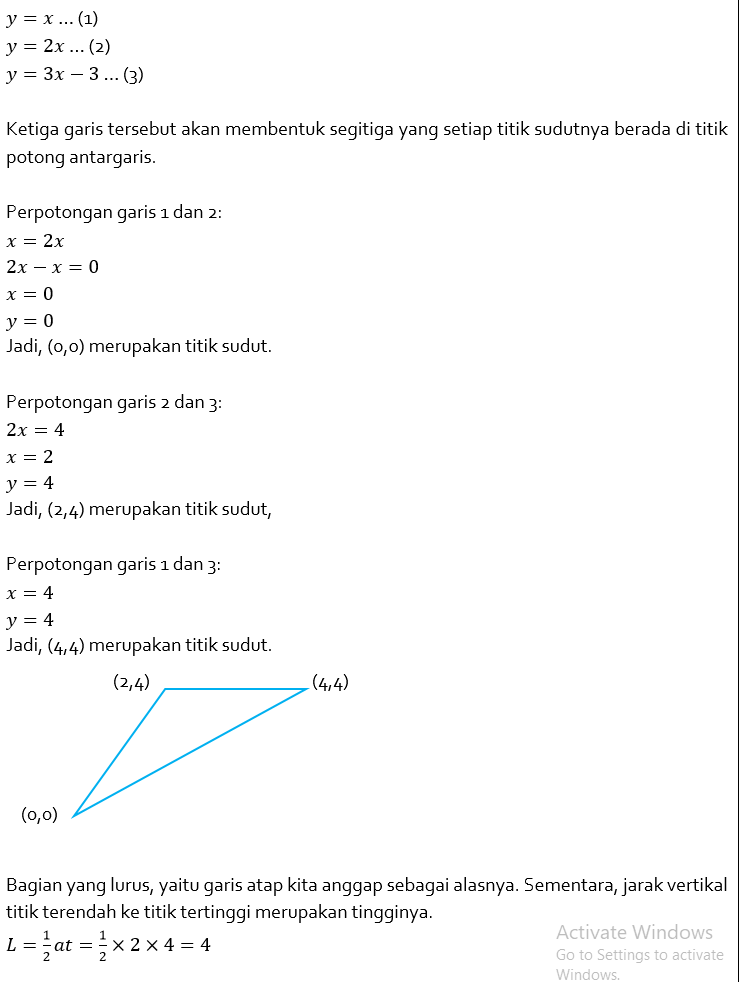 y = x ... (1)
y = 2x ... (2)
y = 3x − 3 ... (3)
Ketiga garis tersebut akan membentuk segitiga yang setiap titik sudutnya berada di titik
potong antargaris.
Perpotongan garis 1 dan 2:
x = 2x
2x − x = 0
x = 0
y = 0
Jadi, (0,0) merupakan titik sudut.
Perpotongan garis 2 dan 3:
2x = 4
x = 2
y = 4
Jadi, (2,4) merupakan titik sudut,
Perpotongan garis 1 dan 3:
x = 4
y = 4
Jadi, (4,4) merupakan titik sudut.
(2,4) (4,4)
(0,0)
Bagian yang lurus, yaitu garis atap kita anggap sebagai alasnya. Sementara, jarak vertikal
titik terendah ke titik tertinggi merupakan tingginya.
L = 1/2 at = 1/2 × 2 × 4 = 4
Activate Windows
Go to Settings to activate
Windows.